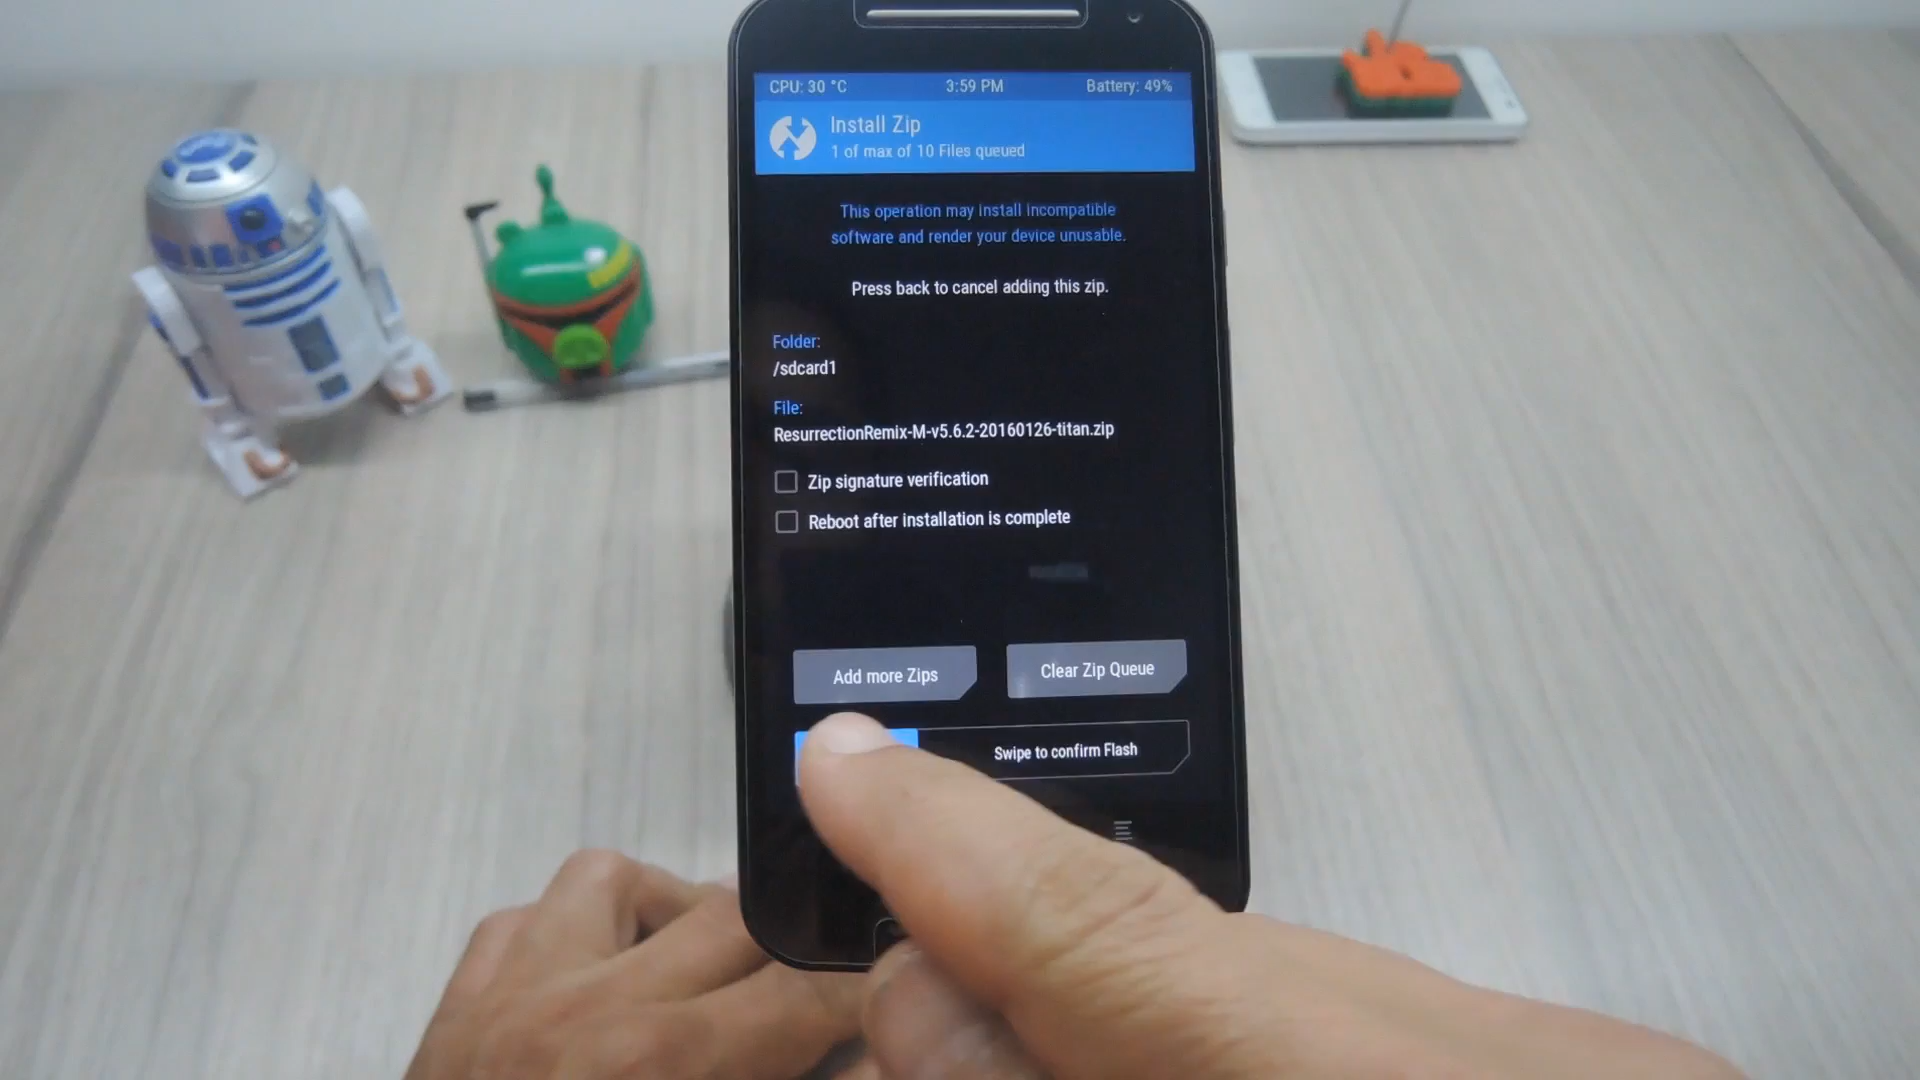 CPU: 30 °C 3:59 PM Battery: 49%
Install Zip
1 of max of 10 Files queued
This operation may install incompatible
software and render your device unusable.
Press back to cancel adding this zip.
Folder:
/sdcard1
File:
ResurrectionRemix-M-v5.6.2-20160126-titan.zip
Zip signature verification
Reboot after installation is complete
Add more Zips Clear Zip Queue
Swipe to confirm Flash